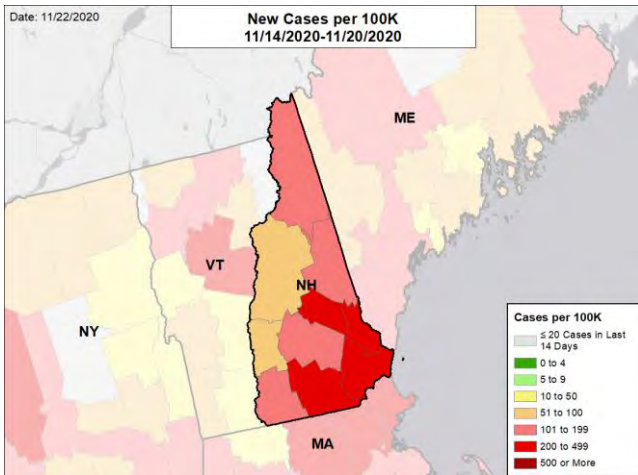 Date: 11/22/2020
New Cases per 100K
11/14/2020-11/20/2020
ME
VT
NH
NY
MA
Cases per 100K
≤ 20 Cases in Last
14 Days
0 to 4
5 to 9
10 to 50
51 to 100
101 to 199
200 to 499
500 or More